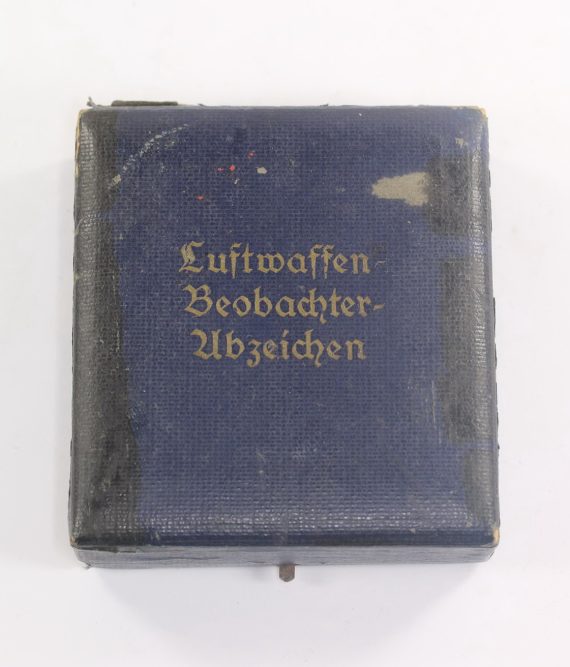 Luftwaffen-
Beobachter-
Abzeichen